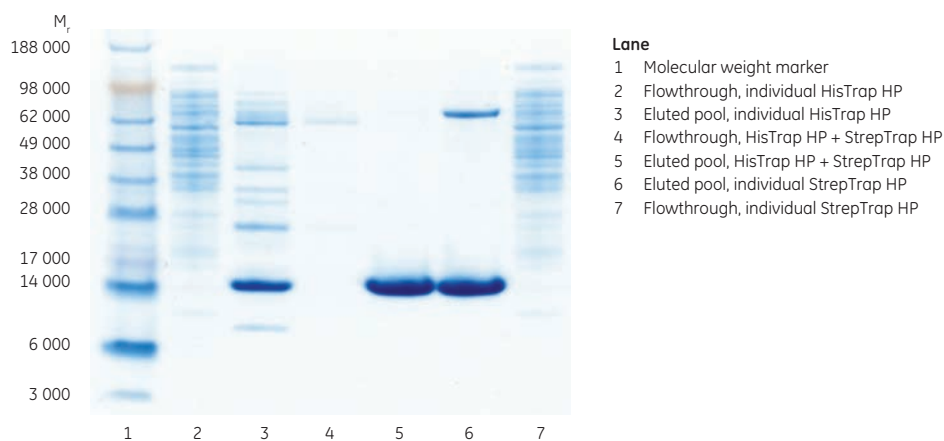 Mr
188 000
98 000
62 000
49 000
38 000
28 000
17 000
14 000
6 000
3 000
1 2 3 4 5 6 7
Lane
1 Molecular weight marker
2 Flowthrough, individual HisTrap HP
3 Eluted pool, individual HisTrap HP
4 Flowthrough, HisTrap HP + StrepTrap HP
5 Eluted pool, HisTrap HP + StrepTrap HP
6 Eluted pool, individual StrepTrap HP
7 Flowthrough, individual StrepTrap HP